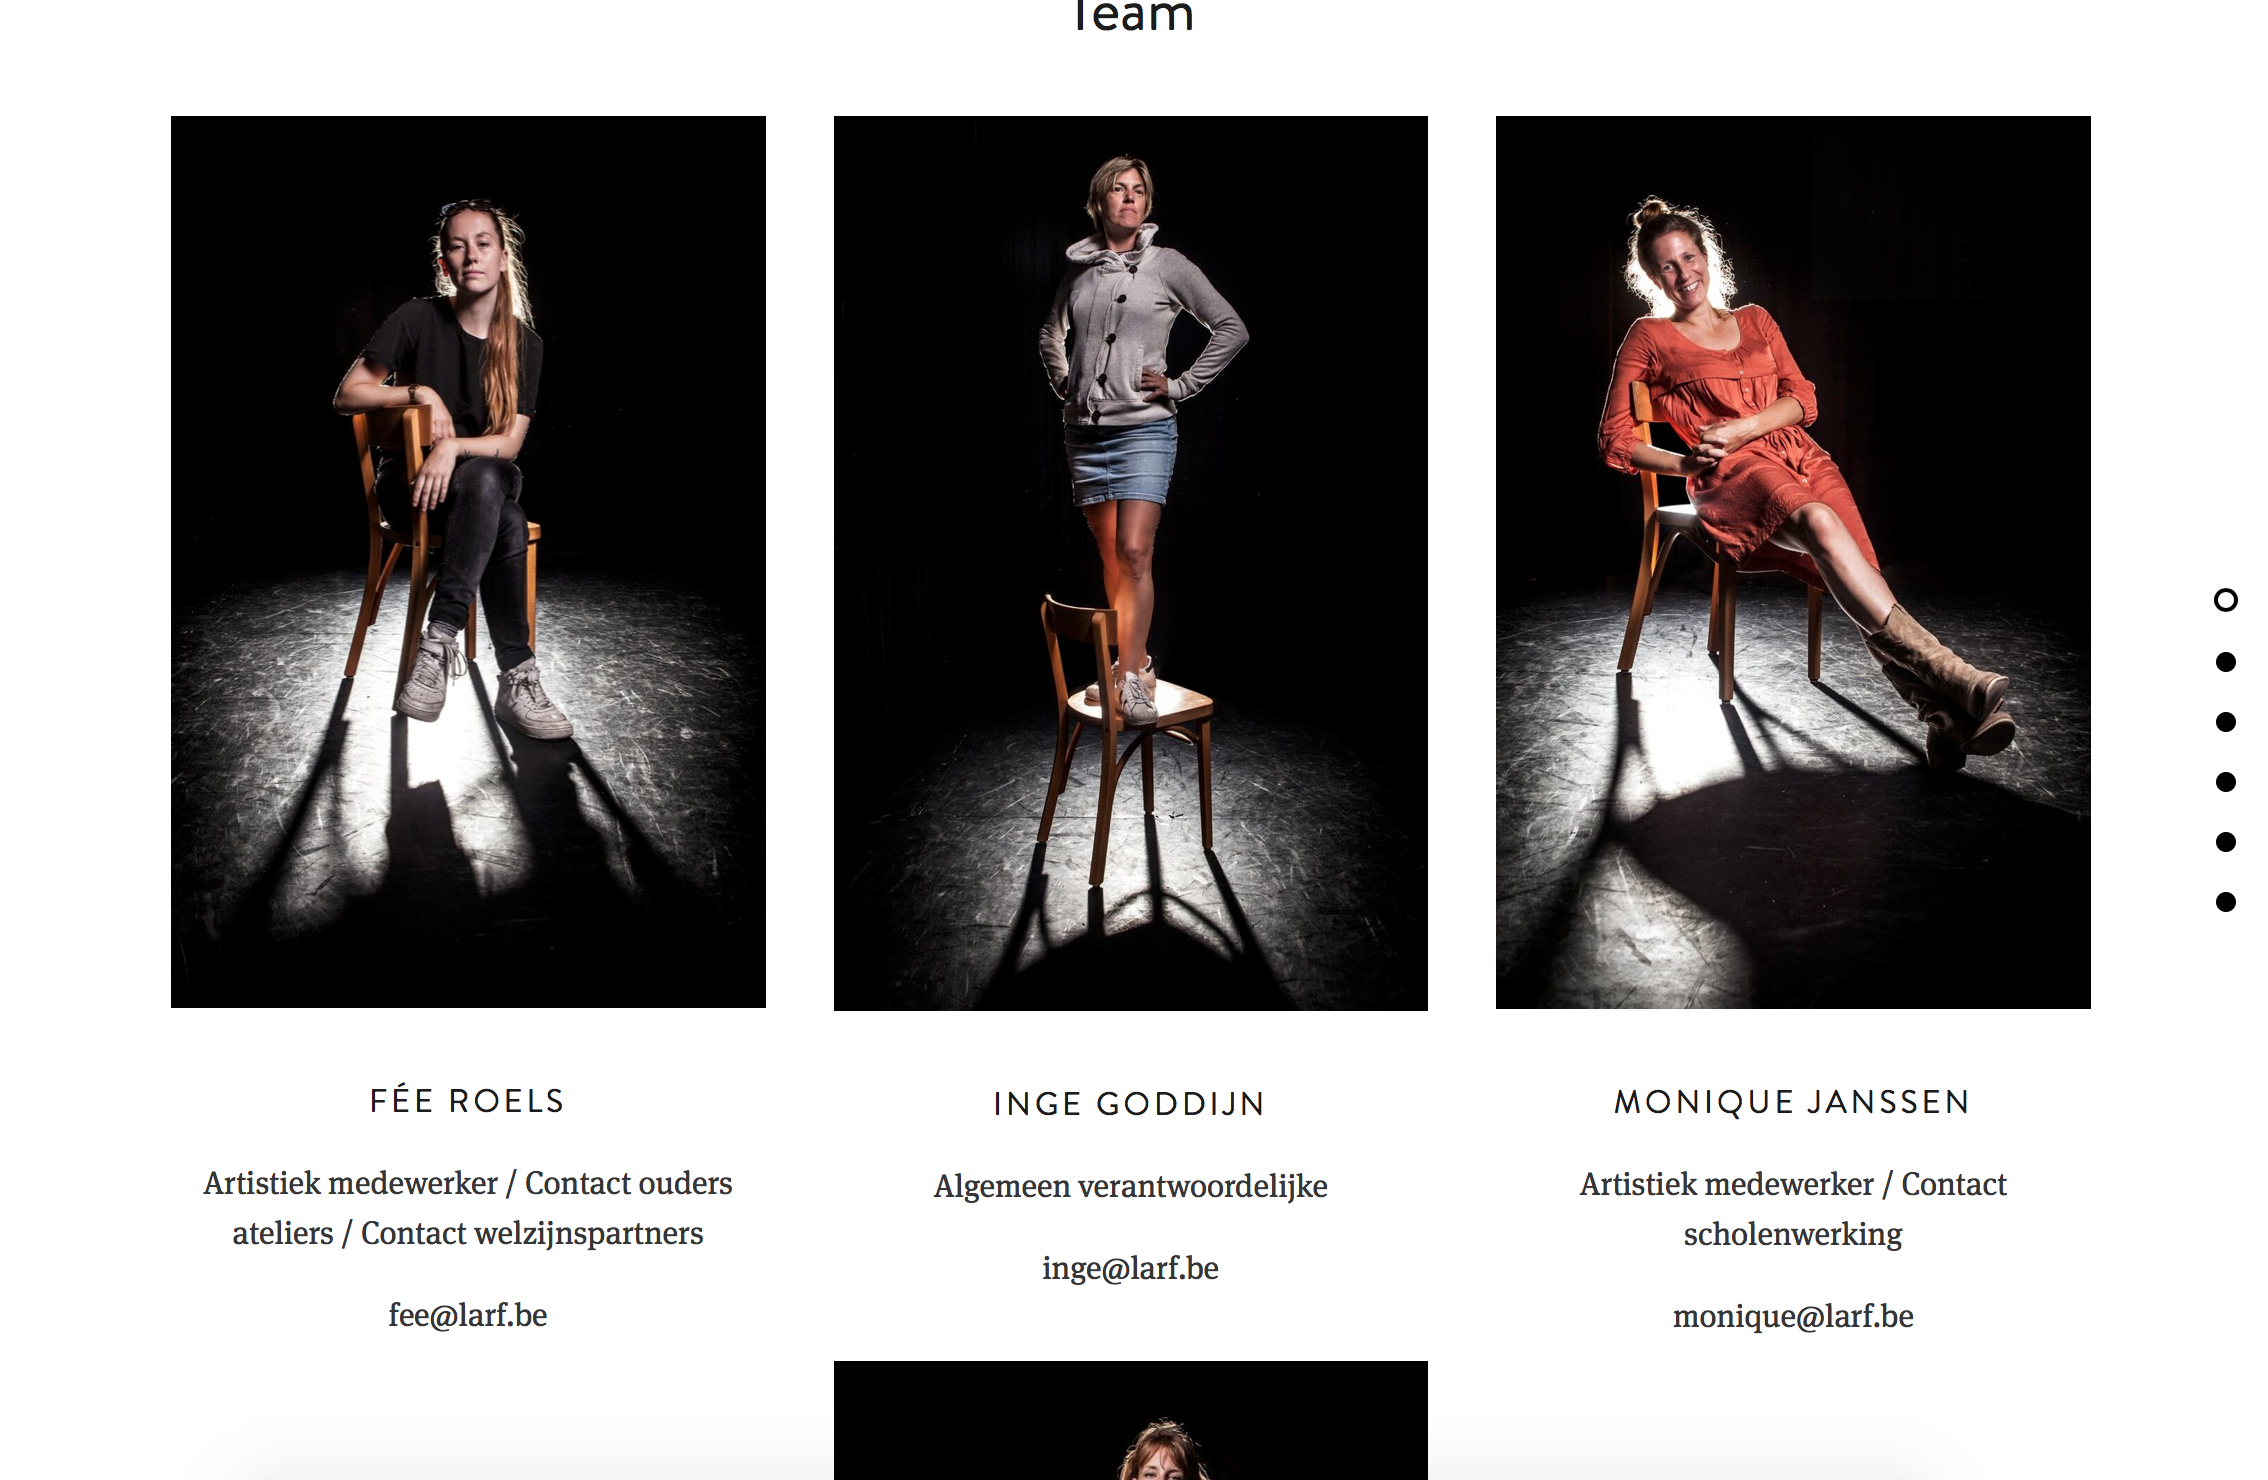 Team
FÉE ROELS
Artistiek medewerker / Contact ouders
ateliers / Contact welzijnspartners
fee@larf.be
INGE GODDIJN
Algemeen verantwoordelijke
inge@larf.be
MONIQUE JANSSEN
Artistiek medewerker / Contact
scholenwerking
monique@larf.be